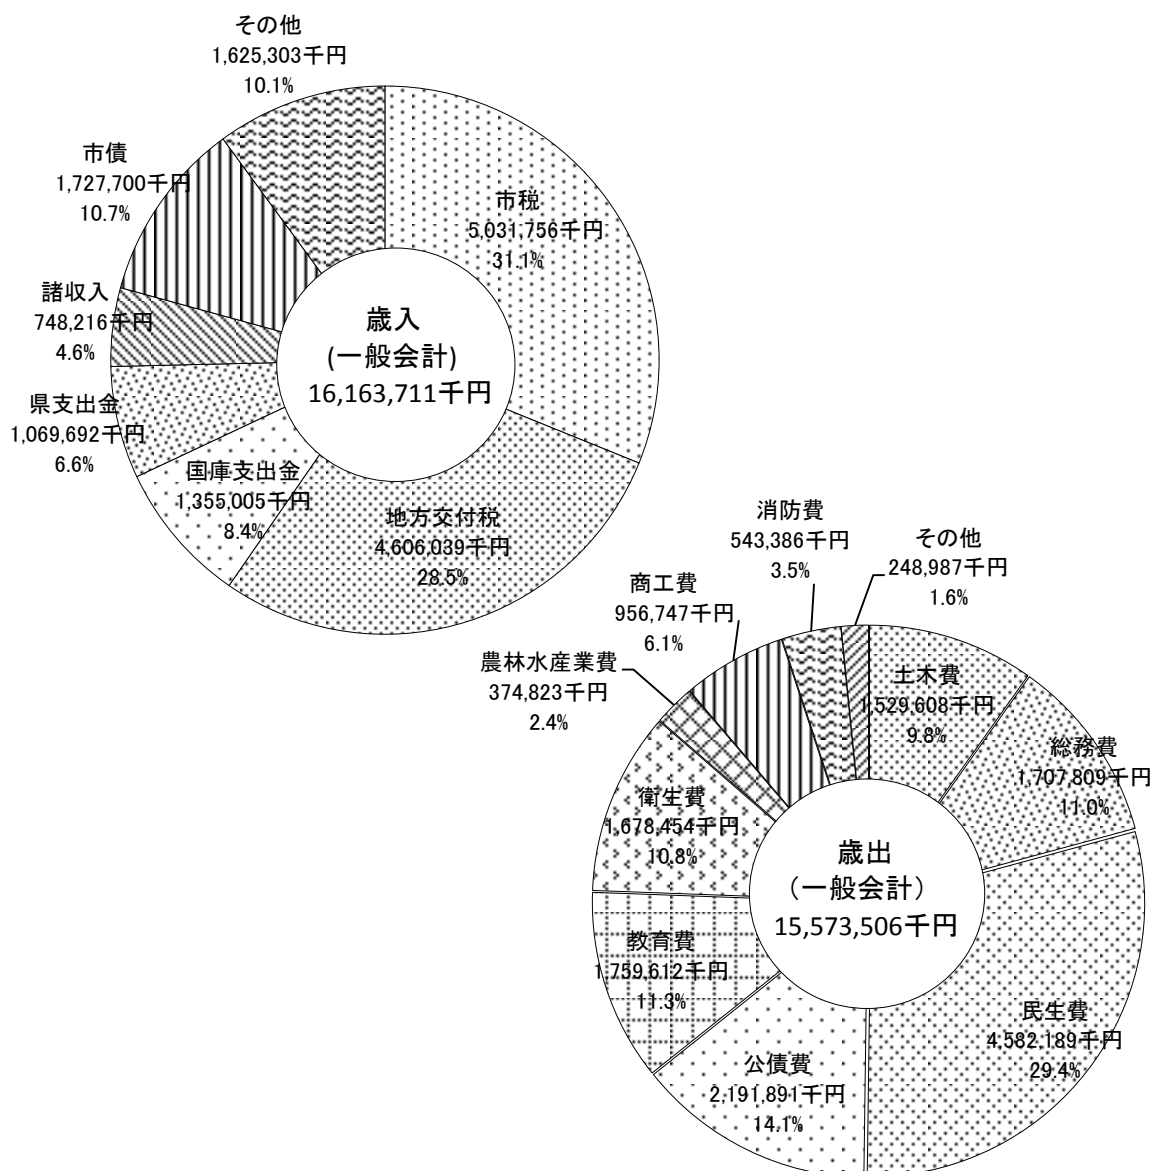 その他
1,625,303千円
10.1%
市債
1,727,700千円
10.7%
諸収入
748,216千円
4.6%
県支出金
1,069,692千円
6.6%
国庫支出金
1,355,005千円
8.4%
地方交付税
4,606,039千円
28.5%
市税
5,031,756千円
31.1%
歳入
(一般会計)
16,163,711千円
消防費
543,386千円
3.5%
その他
248,987千円
1.6%
商工費
956,747千円
6.1%
農林水産業費
374,823千円
2.4%
土木費
1,529,608千円
9.8%
総務費
1,707,809千円
11.0%
衛生費
1,678,454千円
10.8%
歳出
（一般会計）
15,573,506千円
教育費
1,759,612千円
11.3%
公債費
2,191,891千円
14.1%
民生費
4,582,189千円
29.4%